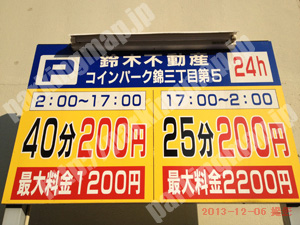 P 鈴木不動産
コインパーク錦三丁目第5 24h
2:00~17:00
40分200円
最大料金1200円
17:00~2:00
25分200円
最大料金2200円
2013-12-06
parkingman.jp